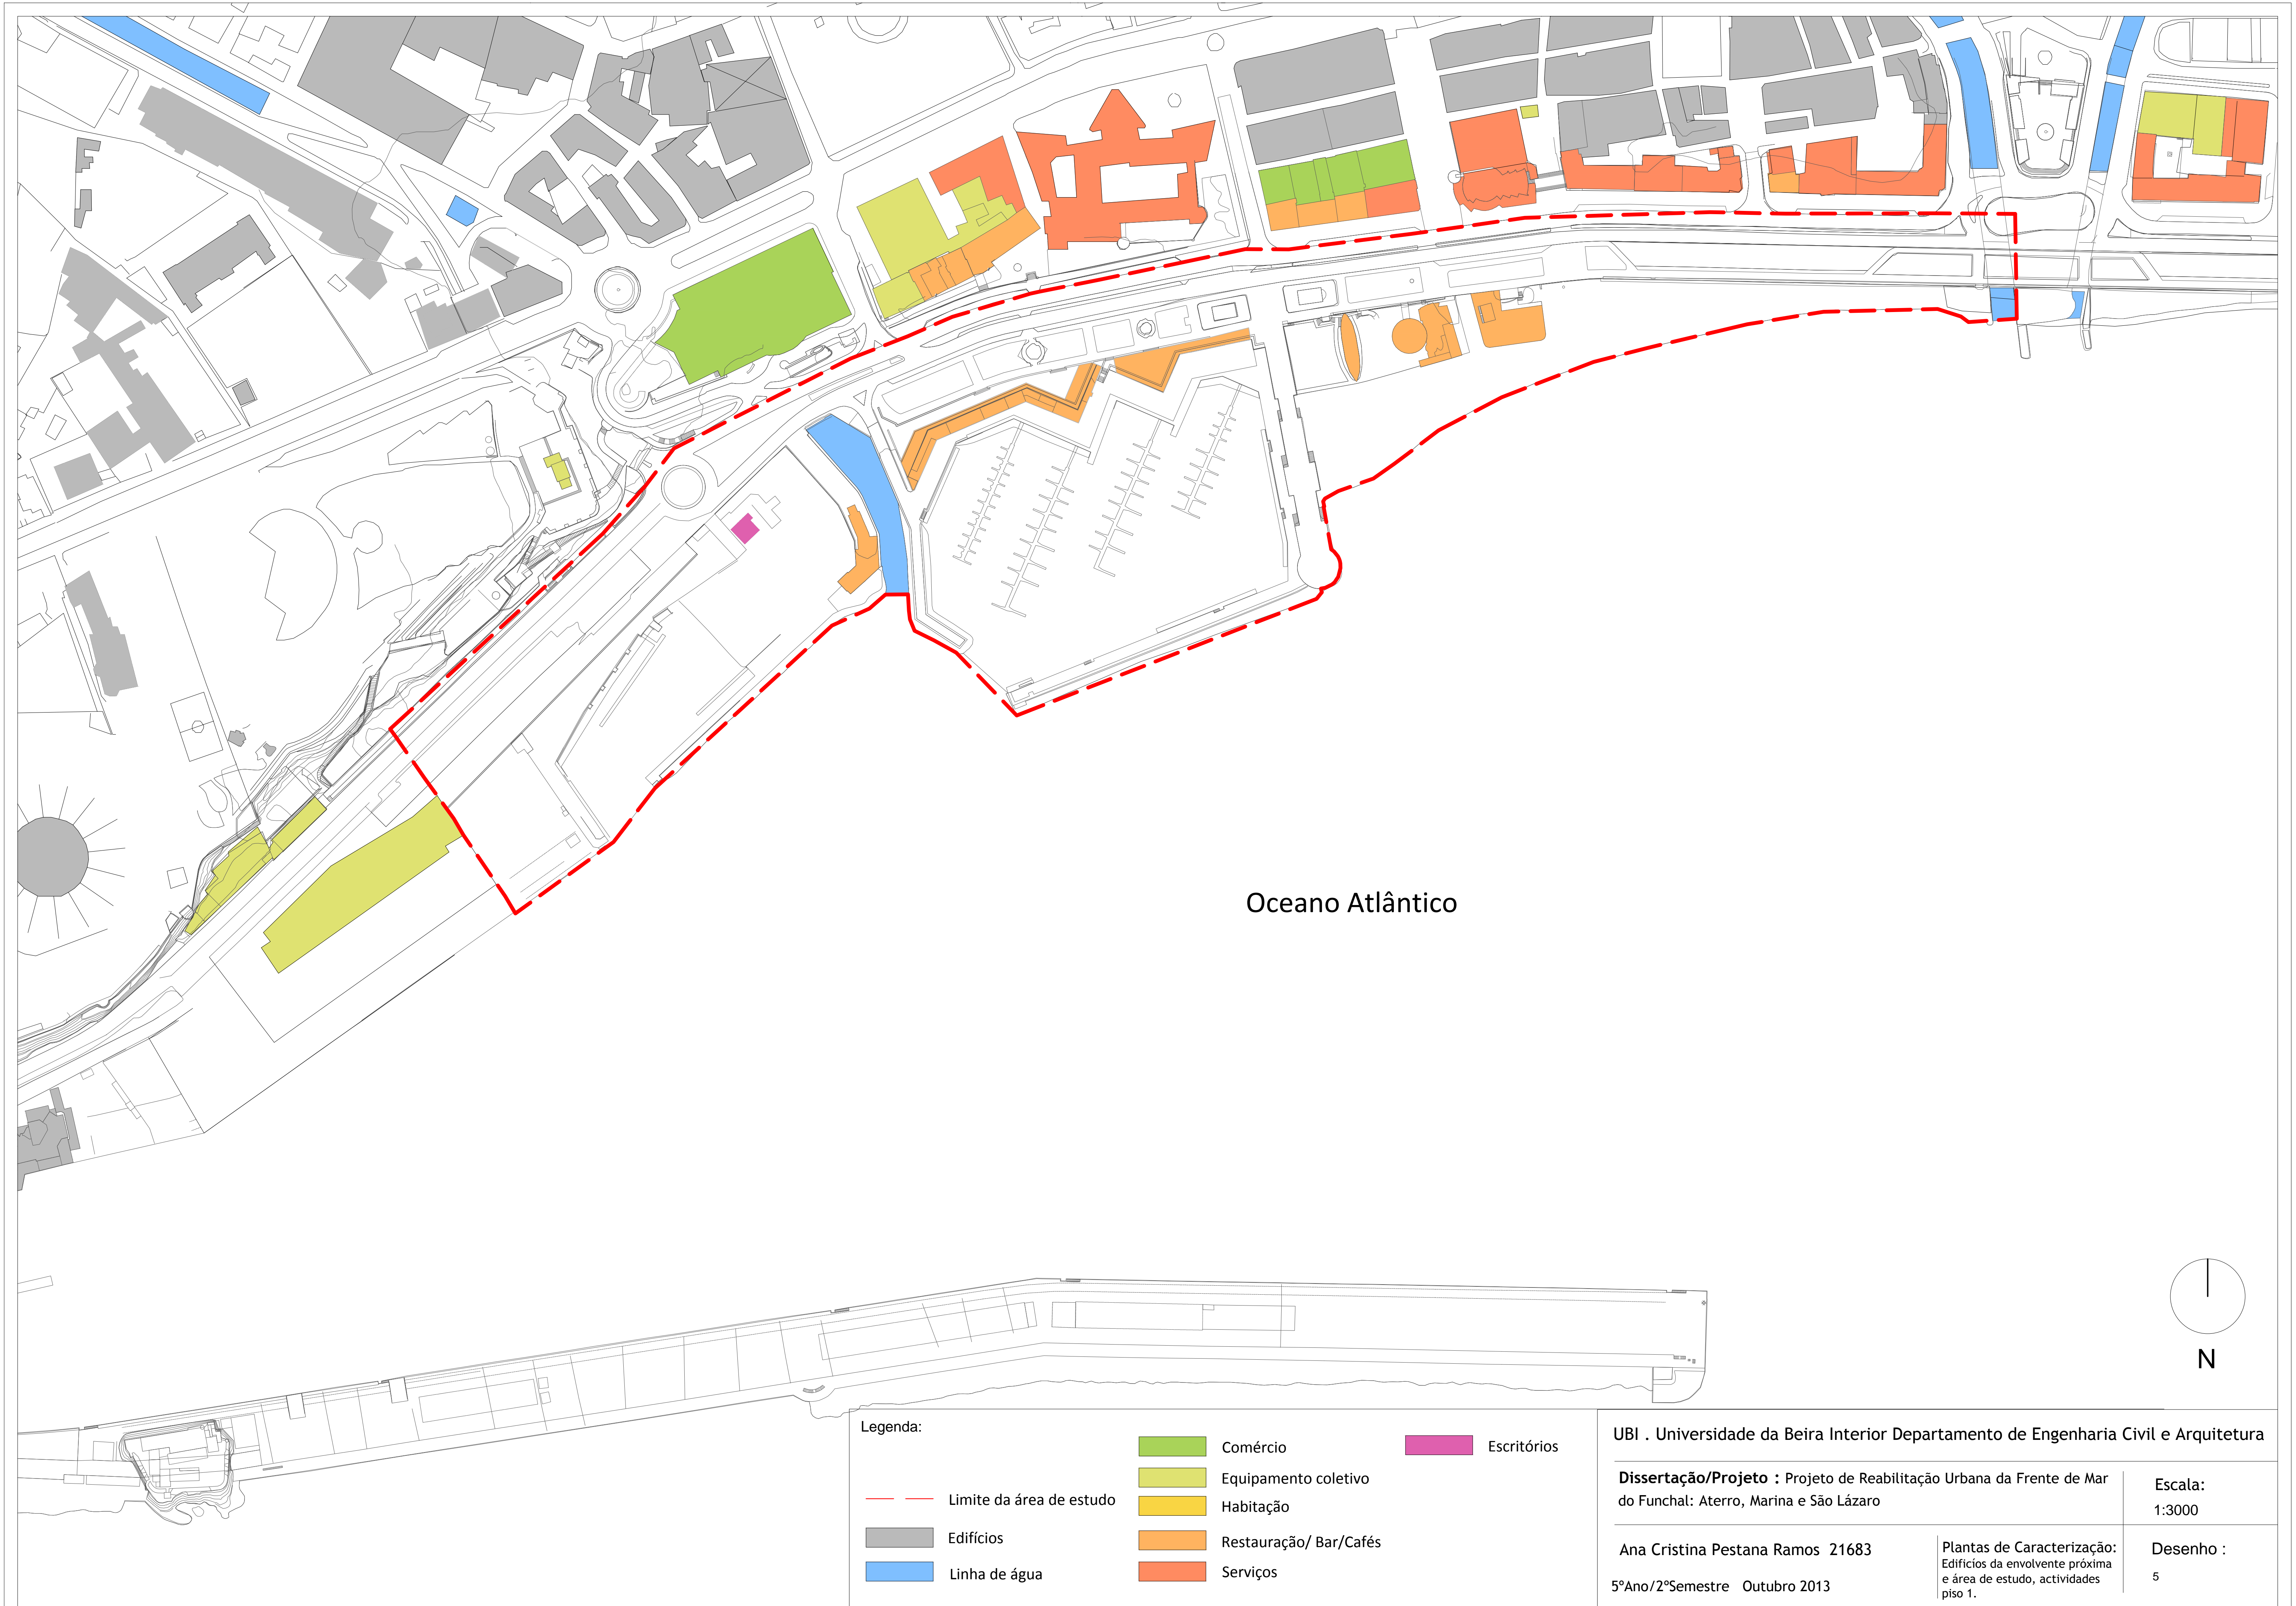 Oceano Atlântico
N
Legenda:
Limite da área de estudo
Edifícios
Linha de água
Comércio
Equipamento coletivo
Habitação
Restauração/ Bar/Cafés
Serviços
Escritórios
UBI . Universidade da Beira Interior Departamento de Engenharia Civil e Arquitetura
Dissertação/Projeto : Projeto de Reabilitação Urbana da Frente de Mar
do Funchal: Aterro, Marina e São Lázaro
Escala:
1:3000
Ana Cristina Pestana Ramos 21683
5ºAno/2ºSemestre Outubro 2013
Plantas de Caracterização:
Edificíos da envolvente próxima
e área de estudo, actividades
piso 1.
Desenho :
5